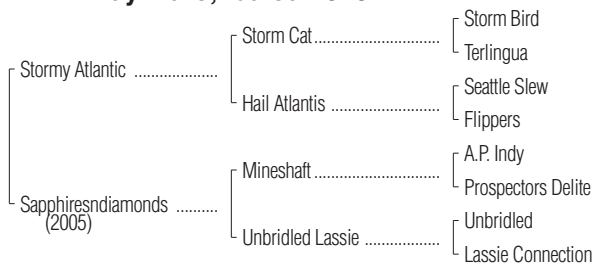 Storm Bird
Storm Cat ..............................
Terlingua
Stormy Atlantic ....................
Seattle Slew
Hail Atlantis ..........................
Flippers
A.P. Indy
Mineshaft ..............................
Prospectors Delite
Sapphiresndiamonds ..........
(2005)
Unbridled
Unbridled Lassie ..................
Lassie Connection